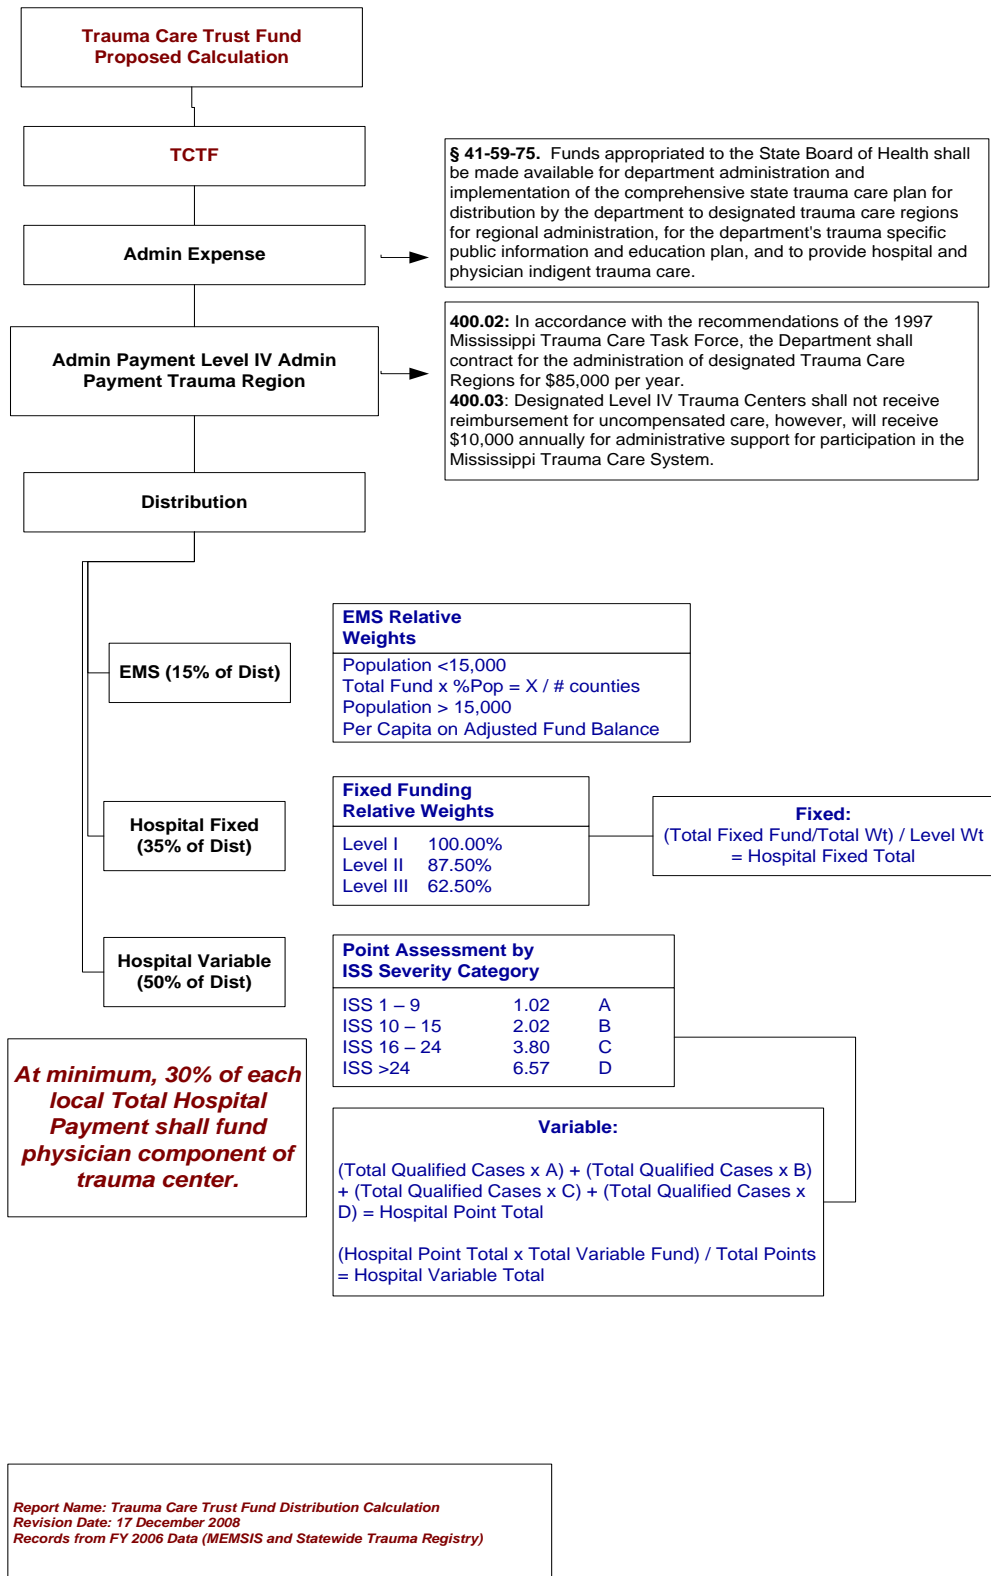 Trauma Care Trust Fund
Proposed Calculation
TCTF
§ 41-59-75. Funds appropriated to the State Board of Health shall
be made available for department administration and
implementation of the comprehensive state trauma care plan for
distribution by the department to designated trauma care regions
for regional administration, for the department's trauma specific
public information and education plan, and to provide hospital and
physician indigent trauma care.
Admin Expense
400.02: In accordance with the recommendations of the 1997
Mississippi Trauma Care Task Force, the Department shall
contract for the administration of designated Trauma Care
Regions for $85,000 per year.
400.03: Designated Level IV Trauma Centers shall not receive
reimbursement for uncompensated care, however, will receive
$10,000 annually for administrative support for participation in the
Mississippi Trauma Care System.
Admin Payment Level IV Admin
Payment Trauma Region
Distribution
EMS (15% of Dist)
EMS Relative
Weights
Population <15,000
Total Fund x %Pop = X / # counties
Population > 15,000
Per Capita on Adjusted Fund Balance
Hospital Fixed
(35% of Dist)
Fixed Funding
Relative Weights
Level I 100.00%
Level II 87.50%
Level III 62.50%
Fixed:
(Total Fixed Fund/Total Wt) / Level Wt
= Hospital Fixed Total
Hospital Variable
(50% of Dist)
Point Assessment by
ISS Severity Category
ISS 1 – 9 1.02 A
ISS 10 – 15 2.02 B
ISS 16 – 24 3.80 C
ISS >24 6.57 D
At minimum, 30% of each
local Total Hospital
Payment shall fund
physician component of
trauma center.
Variable:
(Total Qualified Cases x A) + (Total Qualified Cases x B)
+ (Total Qualified Cases x C) + (Total Qualified Cases x
D) = Hospital Point Total
(Hospital Point Total x Total Variable Fund) / Total Points
= Hospital Variable Total
Report Name: Trauma Care Trust Fund Distribution Calculation
Revision Date: 17 December 2008
Records from FY 2006 Data (MEMSIS and Statewide Trauma Registry)